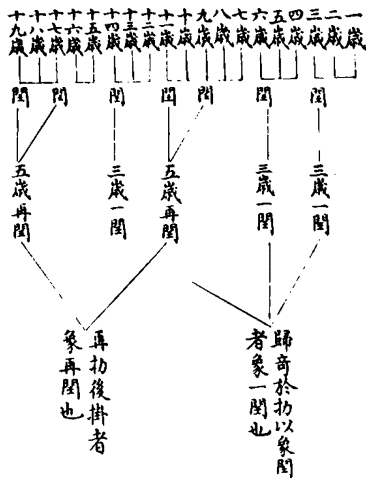 一歲
二歲
三歲
四歲
五歲
六歲
七歲
八歲
九歲
十歲
十一歲
十二歲
十三歲
十四歲
十五歲
十六歲
十七歲
十八歲
十九歲
閏
閏
閏
閏
閏
閏
閏
三歲一閏
三歲一閏
五歲再閏
三歲一閏
五歲再閏
歸奇於扐以象閏
者象一閏也
再扐後掛者
象再閏也